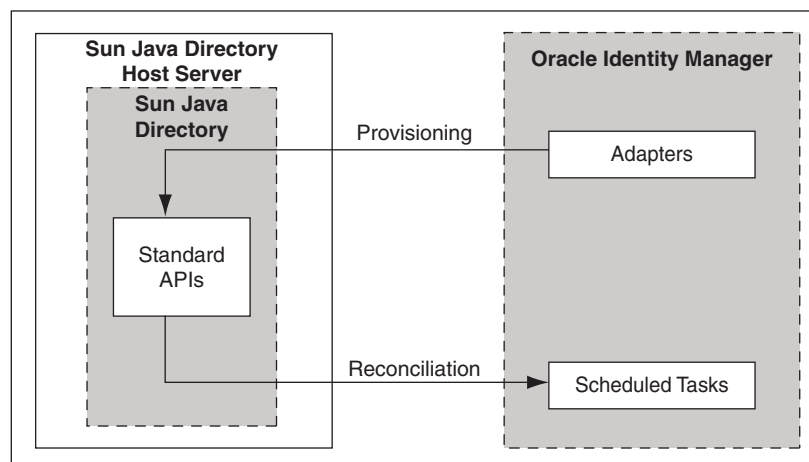 Sun Java Directory
Host Server
Sun Java
Directory
Standard
APIs
Provisioning
Reconciliation
Oracle Identity Manager
Adapters
Scheduled Tasks